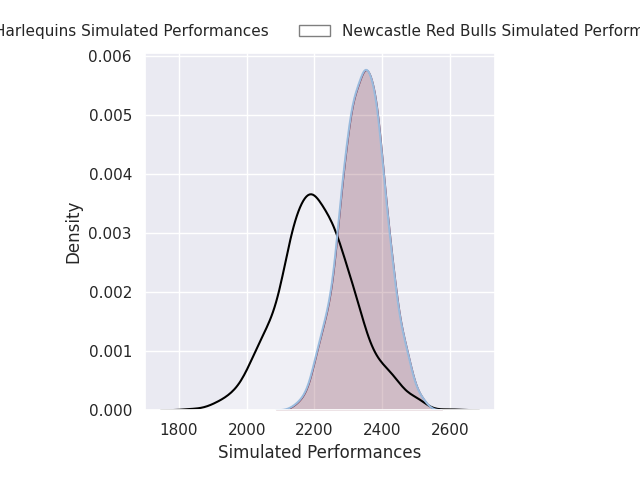 Harlequins Simulated Performances
Newcastle Red Bulls Simulated Perform
0.006
0.005
0.004
0.003
0.002
0.001
0.000
Density
1800 2000 2200 2400 2600
Simulated Performances